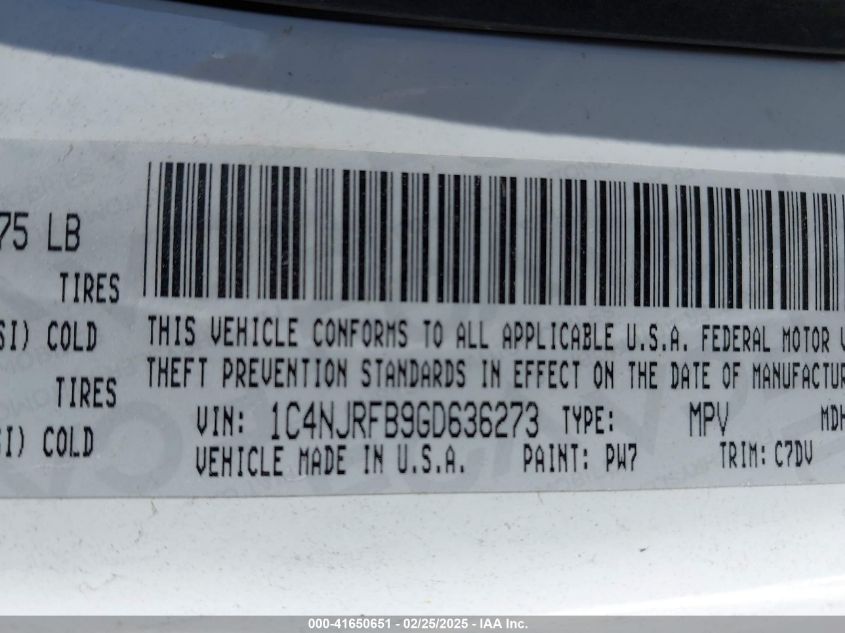 75 LB
TIRES
SI) COLD
TIRES
SI) COLD
THIS VEHICLE CONFORMS TO ALL APPLICABLE U.S.A. FEDERAL MOTOR V
THEFT PREVENTION STANDARDS IN EFFECT ON THE DATE OF MANUFACTUR
VIN: 1C4NJRFB9GD636273 TYPE: MPV MDH
VEHICLE MADE IN U.S.A. PAINT: PW7 TRIM: C7DV
000-41650651 - 02/25/2025 - IAA Inc.